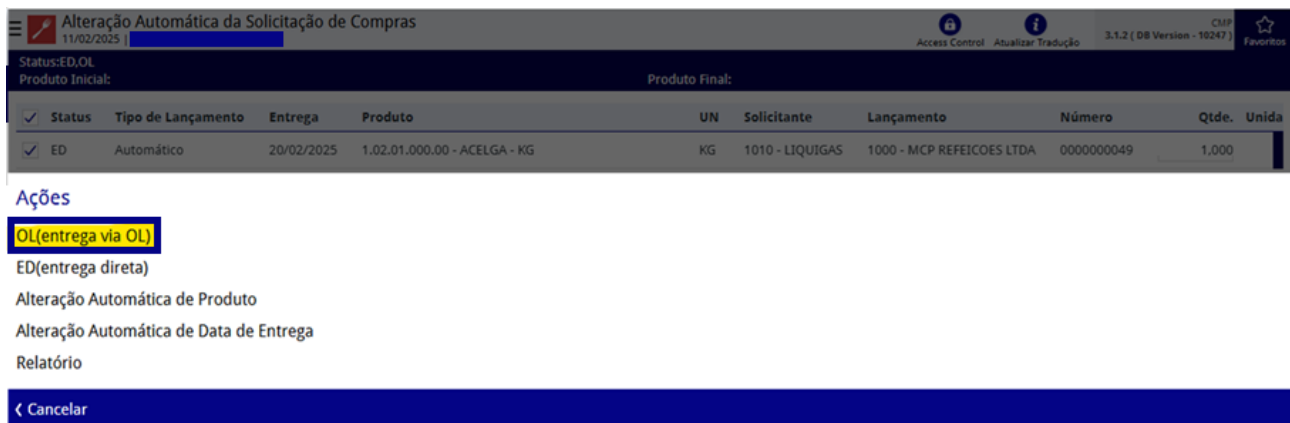 Alteração Automática da Solicitação de Compras
11/02/2025 |
Access Control Atualizar Tradução
CMP
3.1.2 ( DB Version - 10247 )
Favoritos
Status:ED,OL
Produto Inicial: Produto Final:
Status Tipo de Lançamento Entrega Produto UN Solicitante Lançamento Número Qtde. Unida
ED Automático 20/02/2025 1.02.01.000.00 - ACELGA - KG KG 1010 - LIQUIGAS 1000 - MCP REFEICOES LTDA 0000000049 1,000
Ações
OL(entrega via OL)
ED(entrega direta)
Alteração Automática de Produto
Alteração Automática de Data de Entrega
Relatório
Cancelar